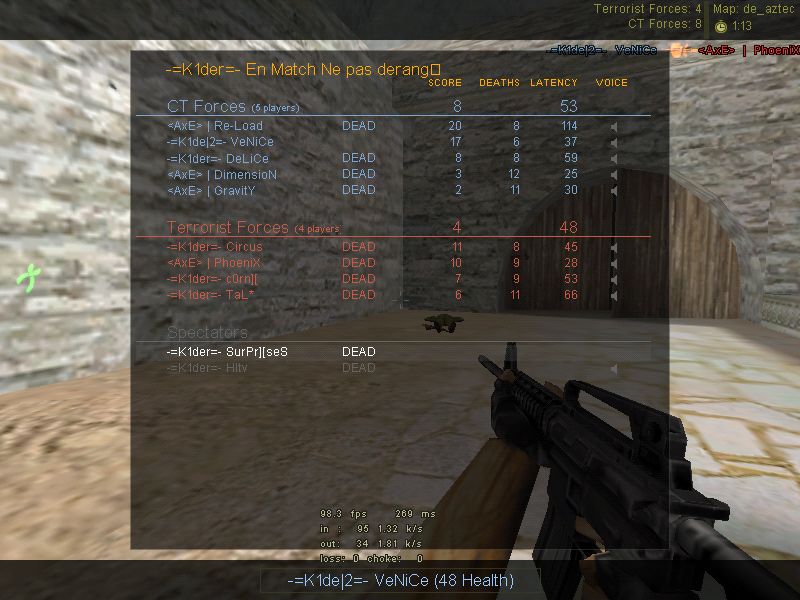 Terrorist Forces: 4 Map: de_aztec
CT Forces: 8 1:13
-=K1de|2=- VeNiCe <AxE> | PhoeniX
-=K1der=- En Match Ne pas derang
SCORE DEATHS LATENCY VOICE
CT Forces (5 players) 8 53
<AxE> | Re-Load DEAD 20 8 114
-=K1de|2=- VeNiCe 17 6 37
-=K1der=- DeLiCe DEAD 8 8 59
<AxE> | DimensioN DEAD 3 12 25
<AxE> | GravitY DEAD 2 11 30
Terrorist Forces (4 players 4 48
-=K1der=- Circus DEAD 11 8 45
<AxE> | PhoeniX DEAD 10 9 28
-=K1der=- c0rn][ DEAD 7 9 53
-=K1der=- TaL* DEAD 6 11 66
Spectators
-=K1der=- SurPr][seS DEAD
-=K1der=- Hltv DEAD
98.3 fps 269 ms
in : 95 1.32 k/s
out: 34 1.81 k/s
loss: 0 choke: 0
-=K1de|2=- VeNiCe (48 Health)